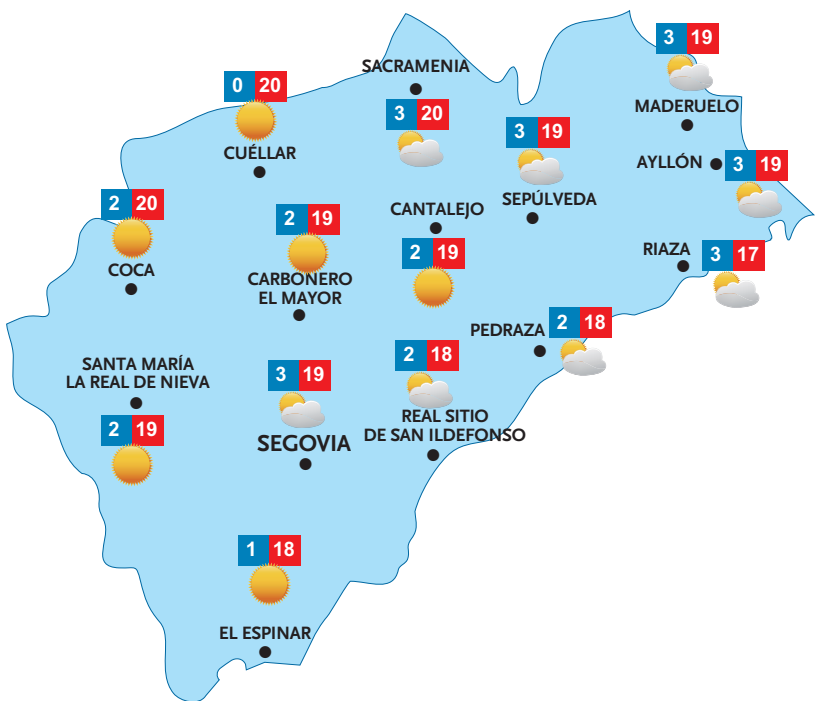 3 19
MADERUELO
SACRAMENIA
3 20
0 20
CUÉLLAR
3 19
SEPÚLVEDA
AYLLÓN
3 19
2 20
COCA
2 19
CARBONERO
EL MAYOR
CANTALEJO
2 19
RIAZA
3 17
PEDRAZA
2 18
SANTA MARÍA
LA REAL DE NIEVA
2 19
3 19
SEGOVIA
2 18
REAL SITIO
DE SAN ILDEFONSO
1 18
EL ESPINAR